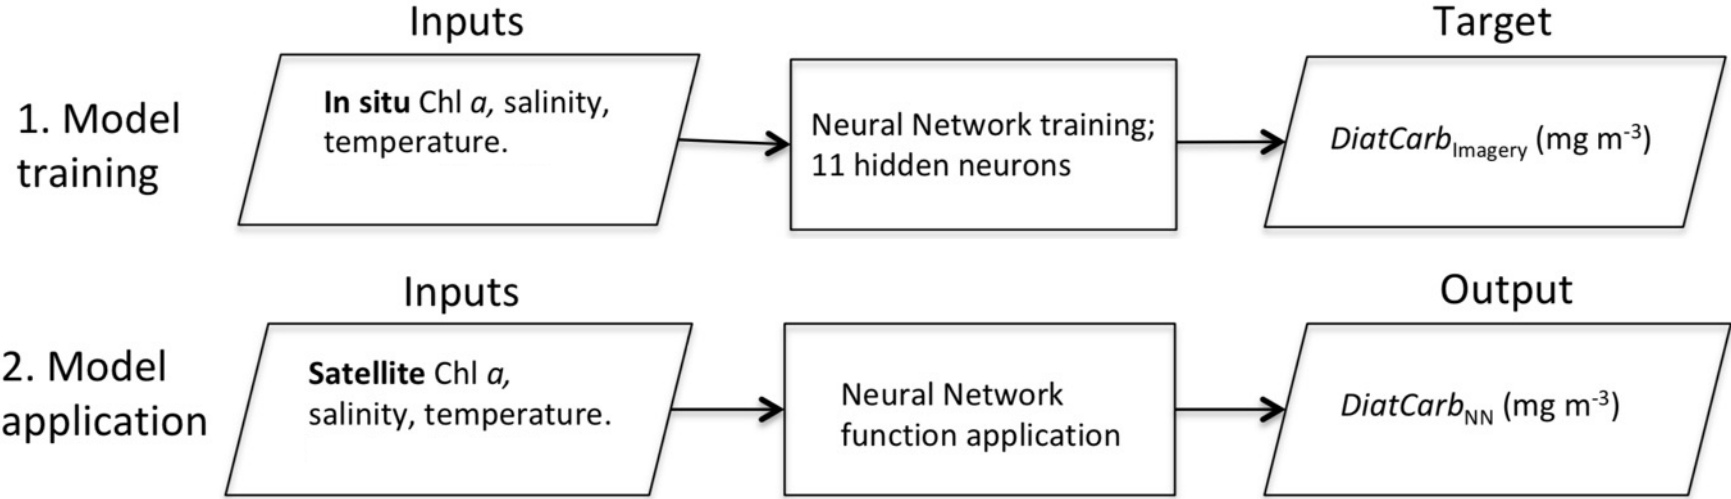 Inputs
Target
1. Model
training
In situ Chl a, salinity,
temperature.
Neural Network training;
11 hidden neurons
DiatCarbImagery (mg m-3)
Inputs
Output
2. Model
application
Satellite Chl a,
salinity, temperature.
Neural Network
function application
DiatCarbNN (mg m-3)